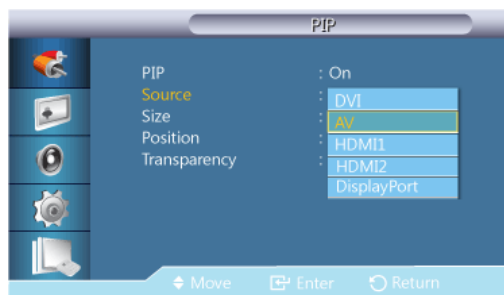 PIP
PIP : On
Source : DVI
Size : AV
Position : HDMI1
HDMI2
Transparency :
DisplayPort
Move Enter Return